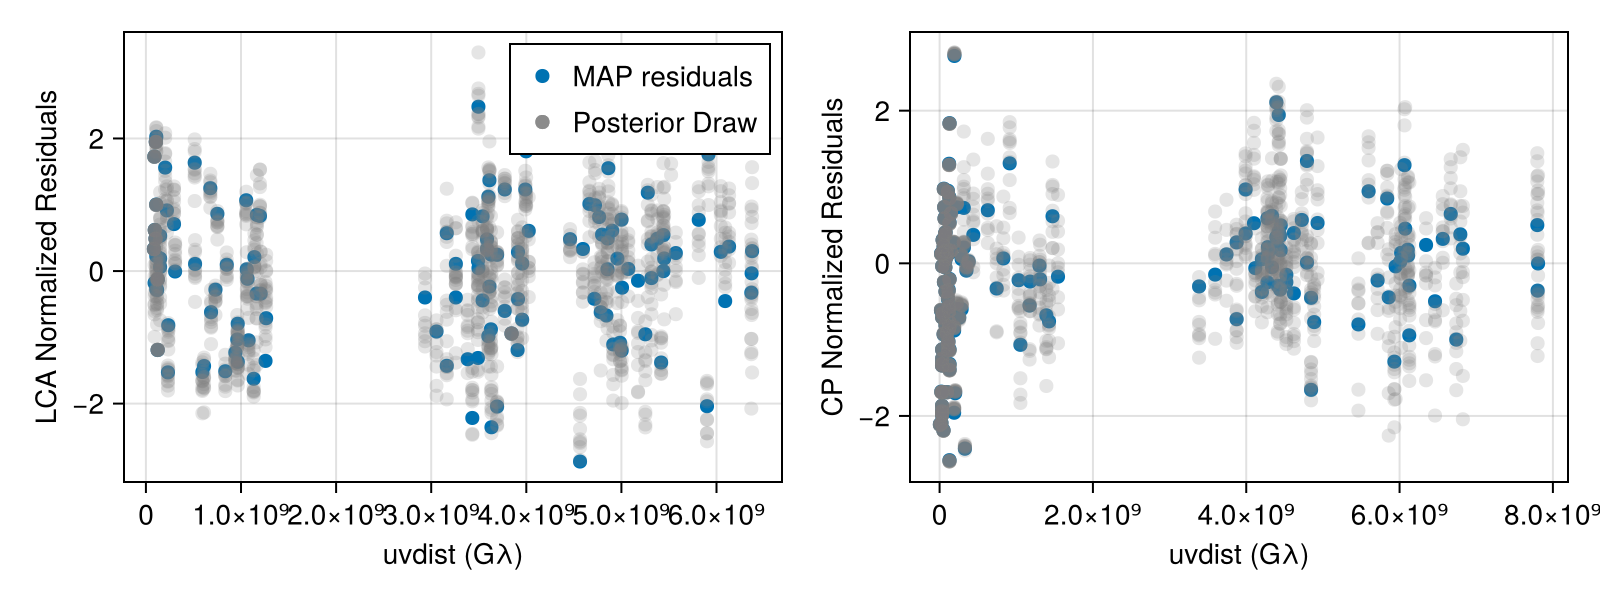 LCA Normalized Residuals
2
0
−2
MAP residuals
Posterior Draw
0 1.0×10⁹ 2.0×10⁹ 3.0×10⁹ 4.0×10⁹ 5.0×10⁹ 6.0×10⁹
uvdist (Gλ)
CP Normalized Residuals
2
0
−2
0 2.0×10⁹ 4.0×10⁹ 6.0×10⁹ 8.0×10⁹
uvdist (Gλ)